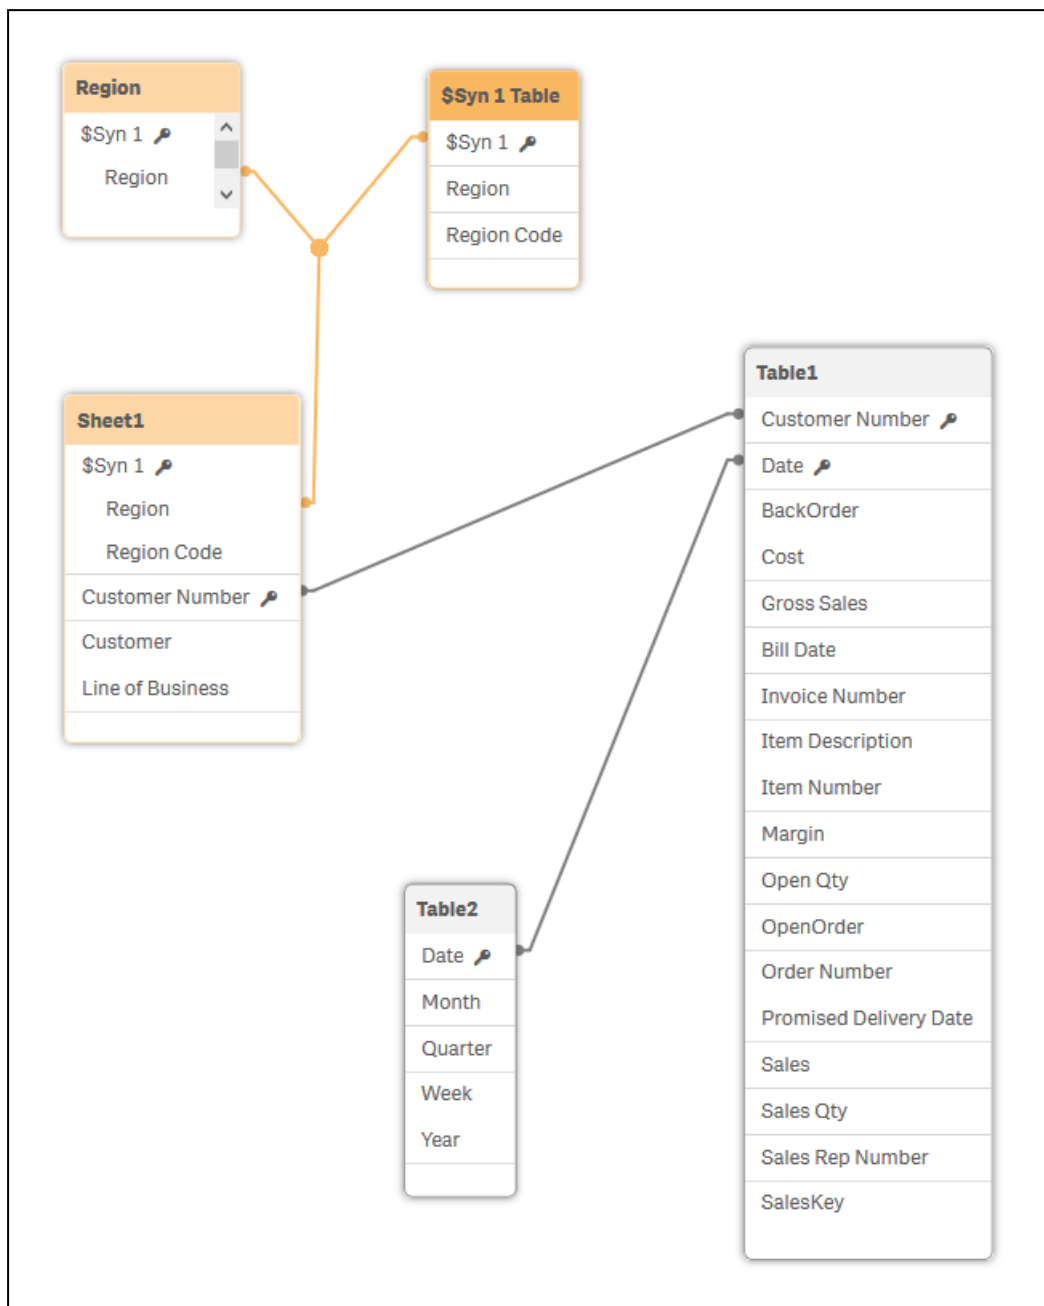 Region
$Syn 1
Region
$Syn 1 Table
$Syn 1
Region
Region Code
Sheet1
$Syn 1
Region
Region Code
Customer Number
Customer
Line of Business
Table1
Customer Number
Date
BackOrder
Cost
Gross Sales
Bill Date
Invoice Number
Item Description
Item Number
Margin
Open Qty
OpenOrder
Order Number
Promised Delivery Date
Sales
Sales Qty
Sales Rep Number
SalesKey
Table2
Date
Month
Quarter
Week
Year